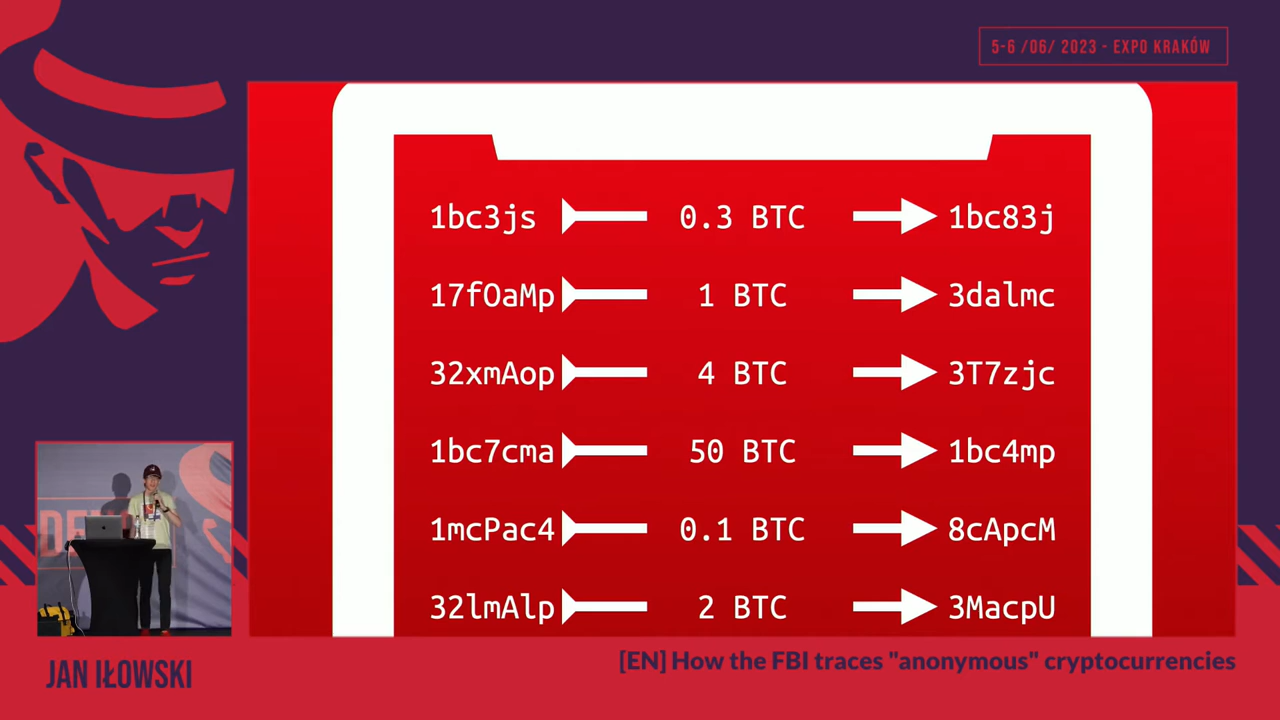 5-6 /06/ 2023 - EXPO KRAKÓW
1bc3js 0.3 BTC 1bc83j
17fOaMp 1 BTC 3dalmc
32xmAop 4 BTC 3T7zjc
1bc7cma 50 BTC 1bc4mp
1mcPac4 0.1 BTC 8cApcM
32lmAlp 2 BTC 3MacpU
JAN IŁOWSKI
[EN] How the FBI traces "anonymous" cryptocurrencies